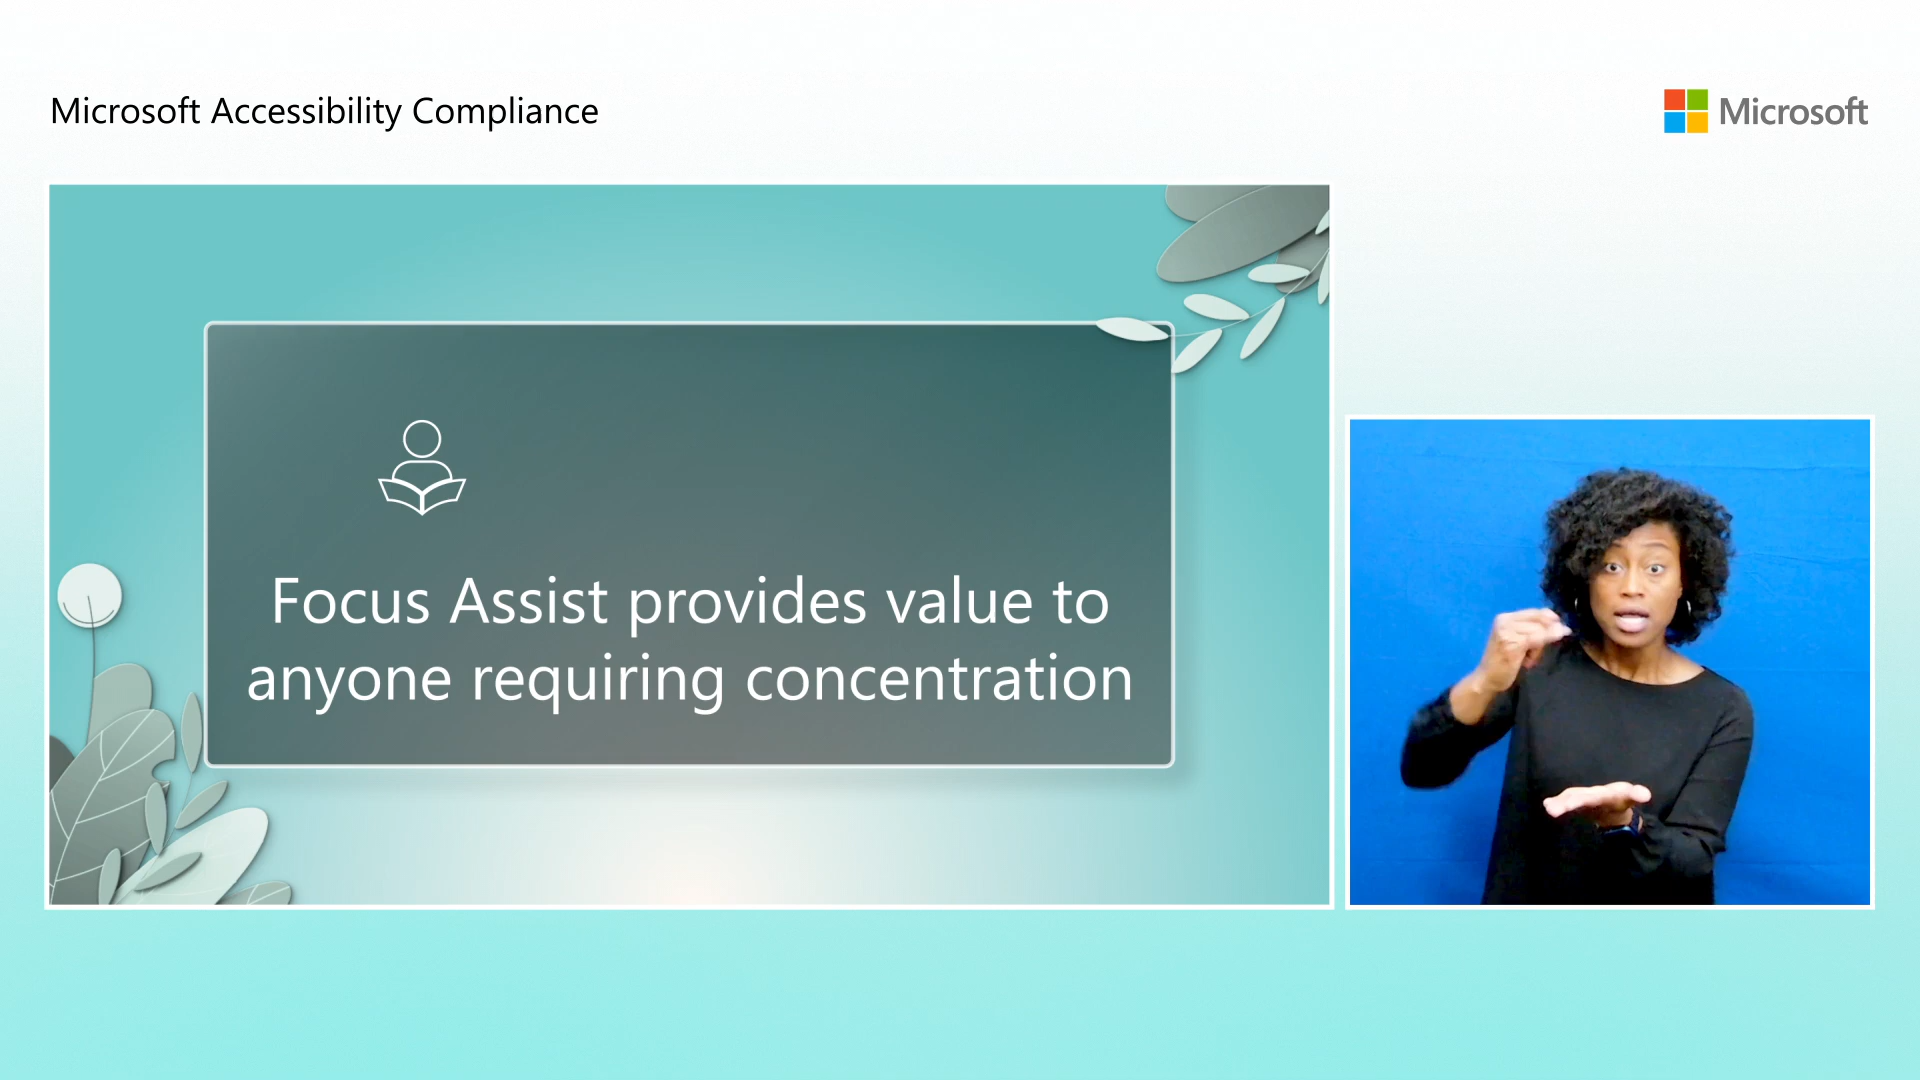 Microsoft Accessibility Compliance
Microsoft
Focus Assist provides value to
anyone requiring concentration